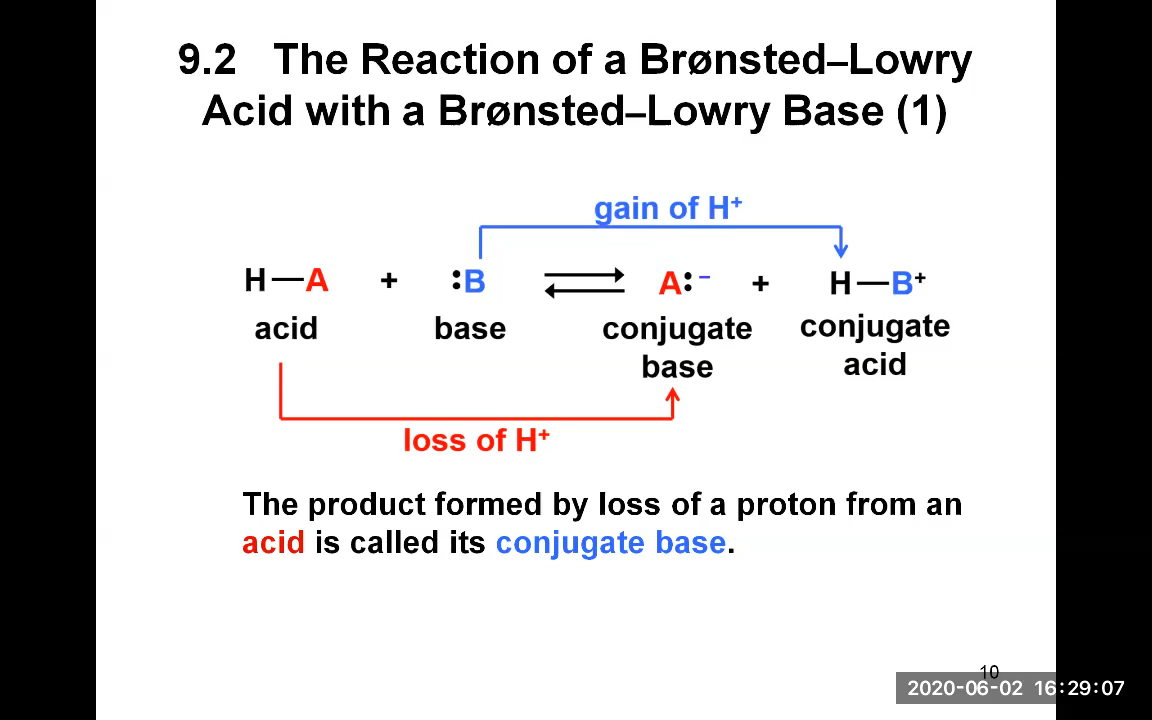 9.2 The Reaction of a Brønsted–Lowry
Acid with a Brønsted–Lowry Base (1)
gain of H⁺
H—A + :B ⇌ A:⁻ + H—B⁺
acid base conjugate base conjugate acid
loss of H⁺
The product formed by loss of a proton from an
acid is called its conjugate base.
10
2020-06-02 16:29:07